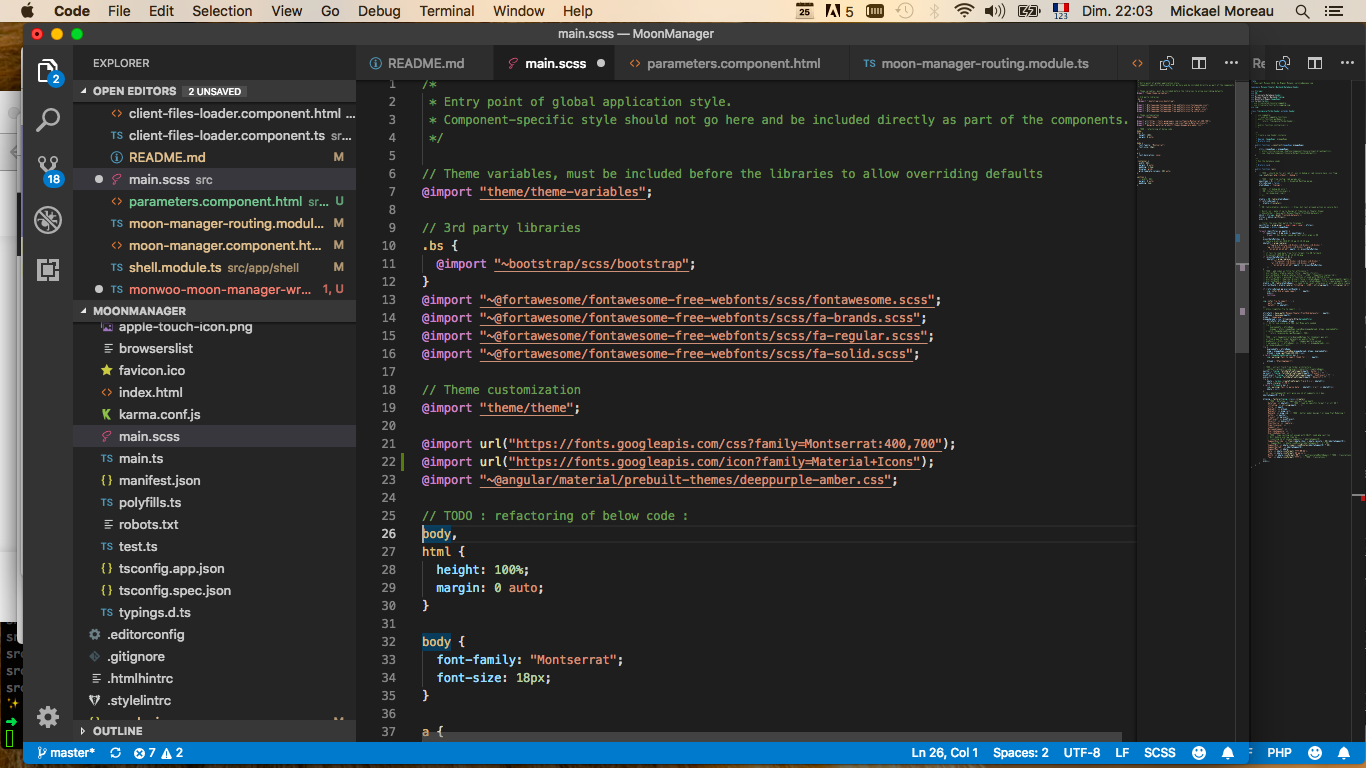 Code File Edit Selection View Go Debug Terminal Window Help 25 5 123 Dim. 22:03 Mickael Moreau
main.scss — MoonManager
EXPLORER
README.md main.scss parameters.component.html TS moon-manager-routing.module.ts Re
OPEN EDITORS 2 UNSAVED
client-files-loader.component.html ...
TS client-files-loader.component.ts sr...
README.md M
main.scss src
parameters.component.html sr... U
TS moon-manager-routing.modul... M
moon-manager.component.ht... M
TS shell.module.ts src/app/shell M
TS monwoo-moon-manager-wr... 1, U
2
18
MOONMANAGER
apple-touch-icon.png
browserslist
favicon.ico
index.html
karma.conf.js
main.scss
TS main.ts
{ } manifest.json
TS polyfills.ts
robots.txt
TS test.ts
{ } tsconfig.app.json
{ } tsconfig.spec.json
TS typings.d.ts
.editorconfig
.gitignore
.htmlhintrc
.stylelintrc
OUTLINE
1 /*
2 * Entry point of global application style.
3 * Component-specific style should not go here and be included directly as part of the components.
4 */
5
6 // Theme variables, must be included before the libraries to allow overriding defaults
7 @import "theme/theme-variables";
8
9 // 3rd party libraries
10 .bs {
11 @import "~bootstrap/scss/bootstrap";
12 }
13 @import "~@fortawesome/fontawesome-free-webfonts/scss/fontawesome.scss";
14 @import "~@fortawesome/fontawesome-free-webfonts/scss/fa-brands.scss";
15 @import "~@fortawesome/fontawesome-free-webfonts/scss/fa-regular.scss";
16 @import "~@fortawesome/fontawesome-free-webfonts/scss/fa-solid.scss";
17
18 // Theme customization
19 @import "theme/theme";
20
21 @import url("https://fonts.googleapis.com/css?family=Montserrat:400,700");
22 @import url("https://fonts.googleapis.com/icon?family=Material+Icons");
23 @import "~@angular/material/prebuilt-themes/deeppurple-amber.css";
24
25 // TODO : refactoring of below code :
26 body,
27 html {
28 height: 100%;
29 margin: 0 auto;
30 }
31
32 body {
33 font-family: "Montserrat";
34 font-size: 18px;
35 }
36
37 a {
master* 7 2 Ln 26, Col 1 Spaces: 2 UTF-8 LF SCSS F PHP